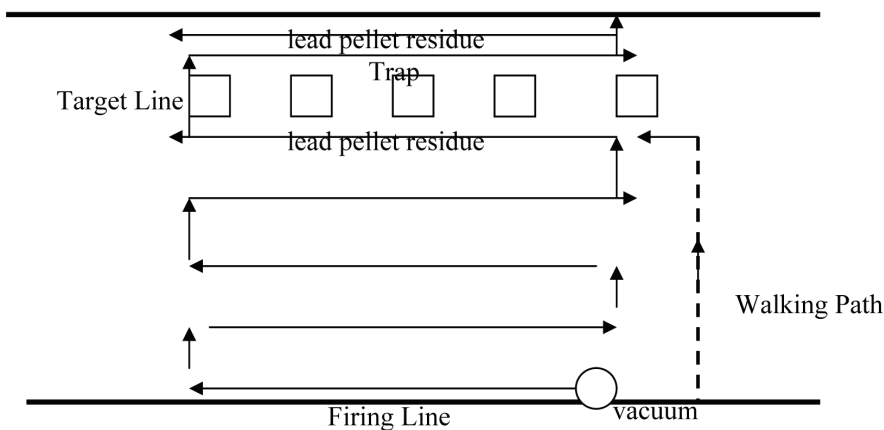 lead pellet residue
Trap
Target Line
lead pellet residue
Walking Path
Firing Line
vacuum